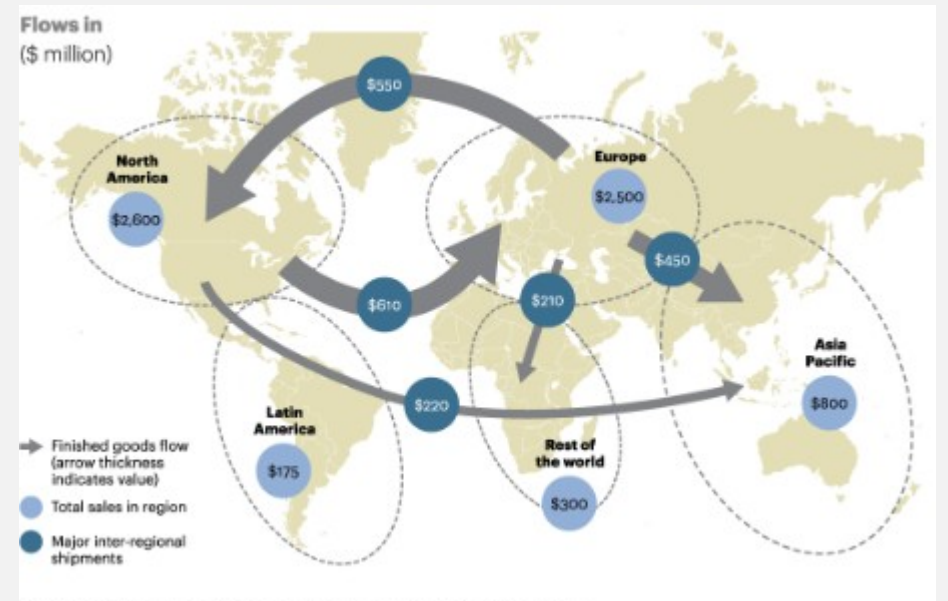 Flows in
($ million)
$550
North
America
$2,600
Europe
$2,500
$450
$610
$210
Asia
Pacific
$800
$220
Latin
America
$175
Rest of
the world
$300
Finished goods flow
(arrow thickness
indicates value)
Total sales in region
Major inter-regional
shipments